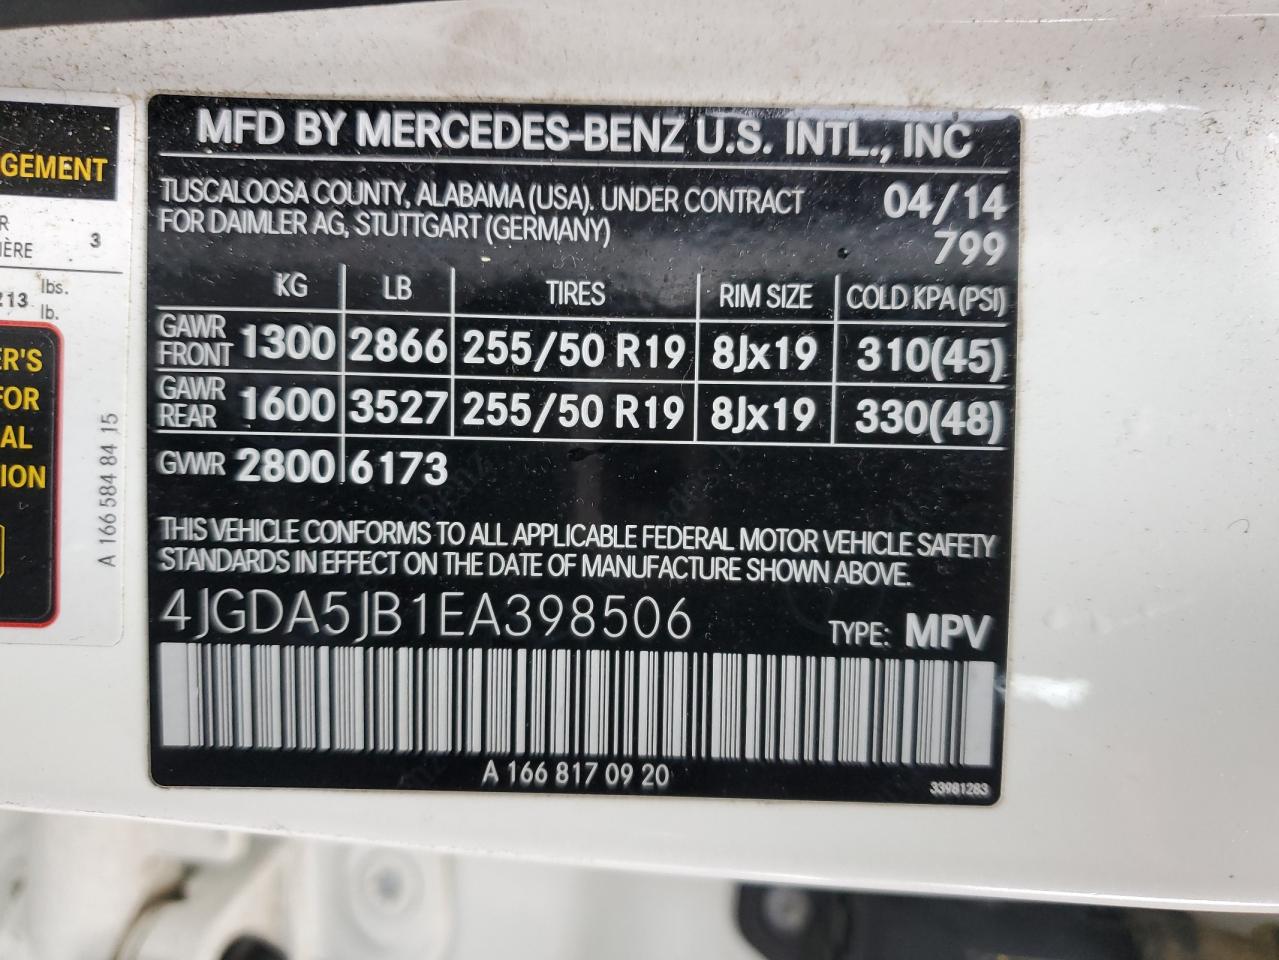 GEMENT
R
IÈRE 3
213 lbs.
lb.
ER'S
FOR
AL
ION
A 166 584 84 15
MFD BY MERCEDES-BENZ U.S. INTL., INC
TUSCALOOSA COUNTY, ALABAMA (USA). UNDER CONTRACT 04/14
FOR DAIMLER AG, STUTTGART (GERMANY) 799
KG LB TIRES RIM SIZE COLD KPA (PSI)
GAWR FRONT 1300 2866 255/50 R19 8Jx19 310(45)
GAWR REAR 1600 3527 255/50 R19 8Jx19 330(48)
GVWR 2800 6173
THIS VEHICLE CONFORMS TO ALL APPLICABLE FEDERAL MOTOR VEHICLE SAFETY
STANDARDS IN EFFECT ON THE DATE OF MANUFACTURE SHOWN ABOVE.
4JGDA5JB1EA398506 TYPE: MPV
A 166 817 09 20
33981283